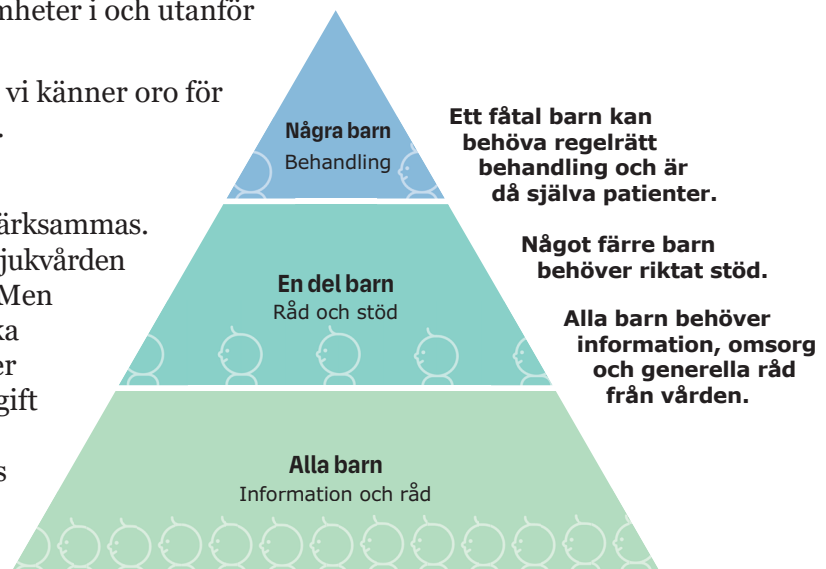 mheter i och utanför
vi känner oro för
.
ärksammas.
jukvården
Men
ka
er
gift
s
Några barn
Behandling
Ett fåtal barn kan
behöva regelrätt
behandling och är
då själva patienter.
En del barn
Råd och stöd
Något färre barn
behöver riktat stöd.
Alla barn
Information och råd
Alla barn behöver
information, omsorg
och generella råd
från vården.